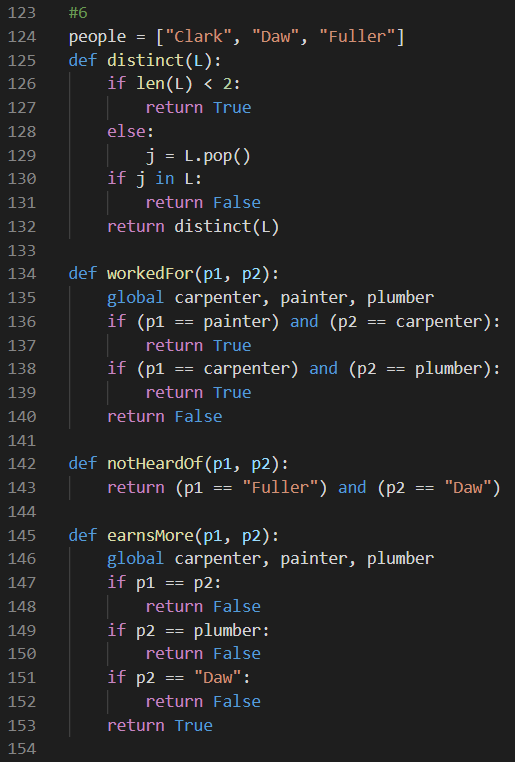 123 #6
124 people = ["Clark", "Daw", "Fuller"]
125 def distinct(L):
126     if len(L) < 2:
127         return True
128     else:
129         j = L.pop()
130     if j in L:
131         return False
132     return distinct(L)
133
134 def workedFor(p1, p2):
135     global carpenter, painter, plumber
136     if (p1 == painter) and (p2 == carpenter):
137         return True
138     if (p1 == carpenter) and (p2 == plumber):
139         return True
140     return False
141
142 def notHeardOf(p1, p2):
143     return (p1 == "Fuller") and (p2 == "Daw")
144
145 def earnsMore(p1, p2):
146     global carpenter, painter, plumber
147     if p1 == p2:
148         return False
149     if p2 == plumber:
150         return False
151     if p2 == "Daw":
152         return False
153     return True
154